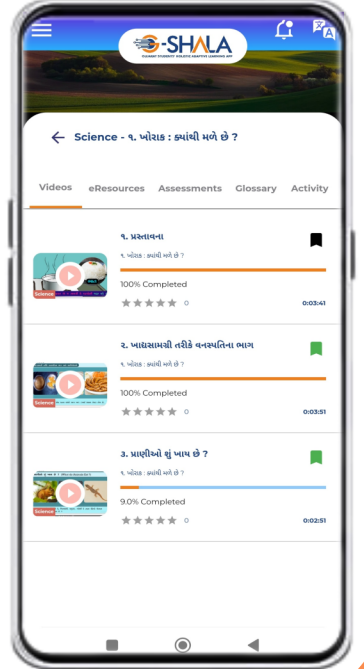 G-SHALA
GUJARAT STUDENTS' HOLISTIC ADAPTIVE LEARNING APP
Science - ૧. ખોરાક : ક્યાંથી મળે છે ?
Videos eResources Assessments Glossary Activity
૧. પ્રસ્તાવના
૧. ખોરાક : ક્યાંથી મળે છે ?
Science
100% Completed
0 0:03:41
૨. ખાદ્યસામગ્રી તરીકે વનસ્પતિના ભાગ
૧. ખોરાક : ક્યાંથી મળે છે ?
Science
100% Completed
0 0:03:51
૩. પ્રાણીઓ શું ખાય છે ?
૧. ખોરાક : ક્યાંથી મળે છે ?
Science
9.0% Completed
0 0:02:51